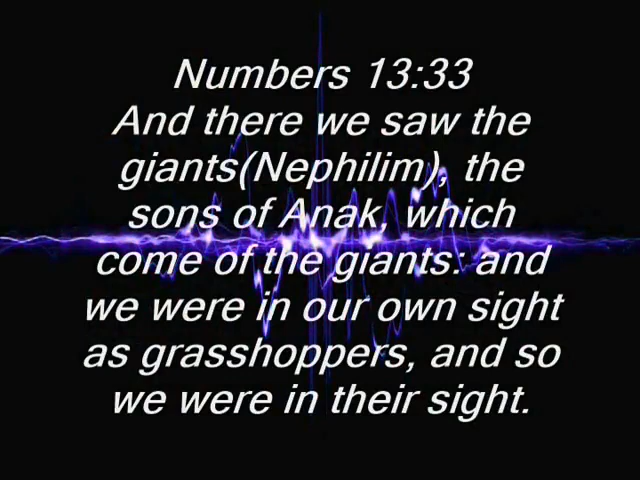 Numbers 13:33
And there we saw the
giants(Nephilim), the
sons of Anak, which
come of the giants: and
we were in our own sight
as grasshoppers, and so
we were in their sight.